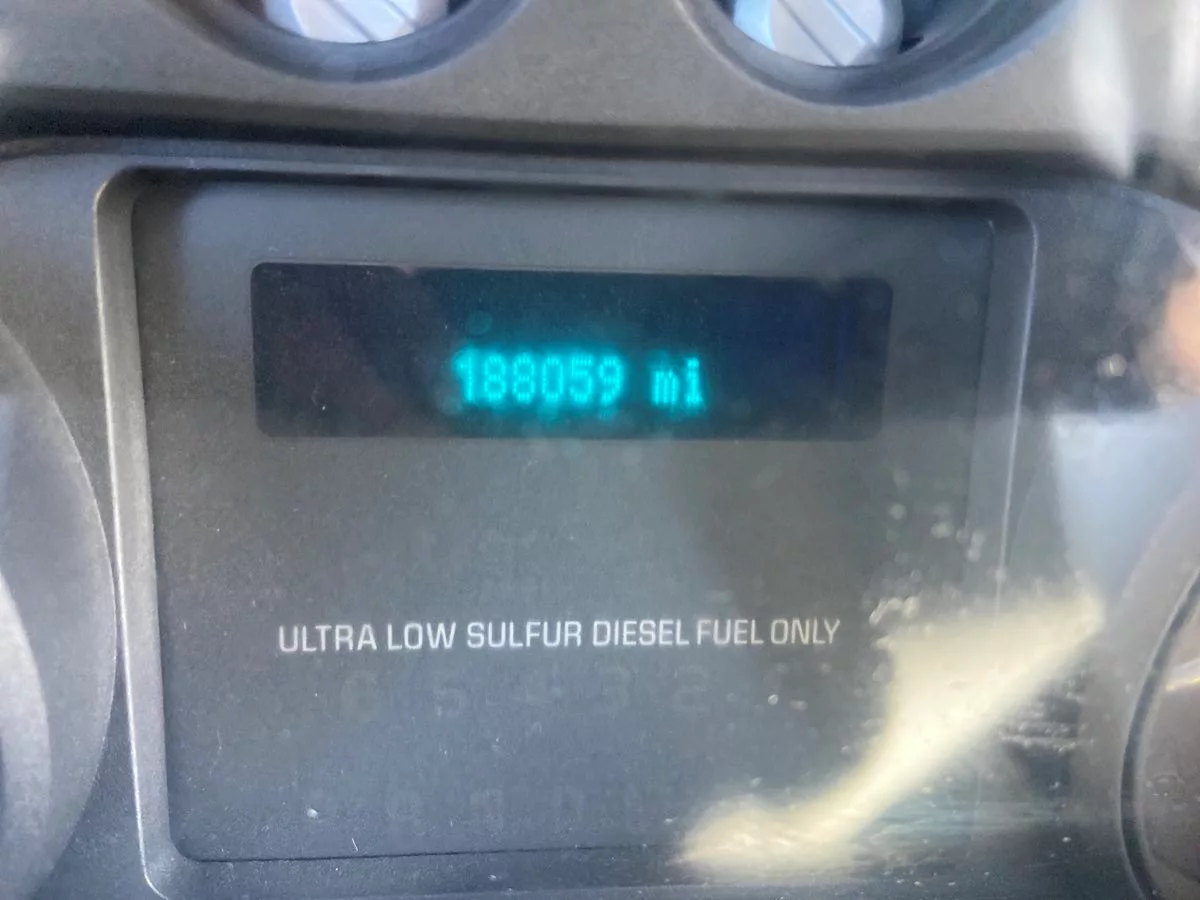 188059 mi
ULTRA LOW SULFUR DIESEL FUEL ONLY